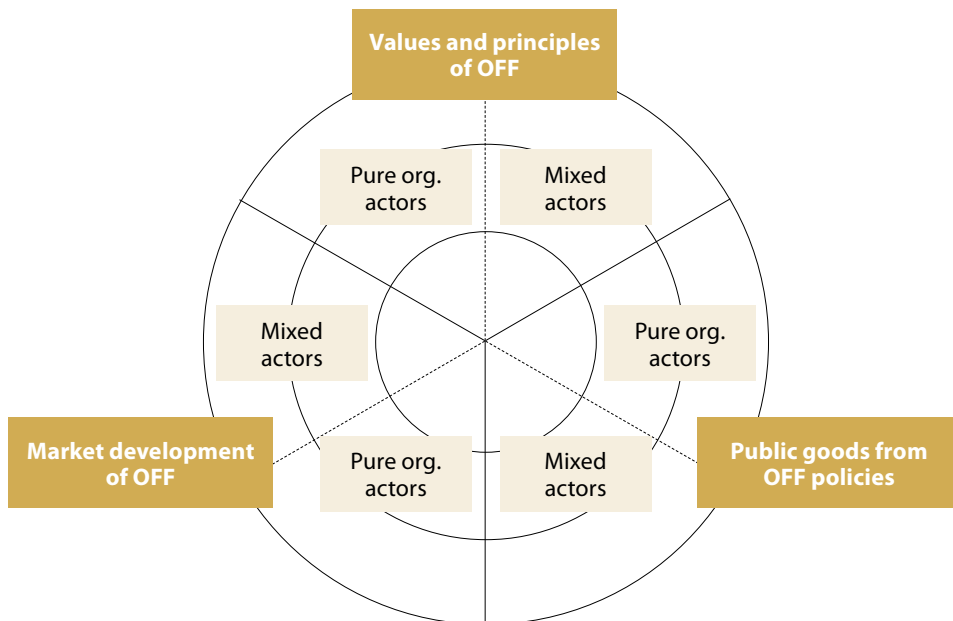 Values and principles
of OFF
Pure org.
actors
Mixed
actors
Mixed
actors
Pure org.
actors
Market development
of OFF
Pure org.
actors
Mixed
actors
Public goods from
OFF policies